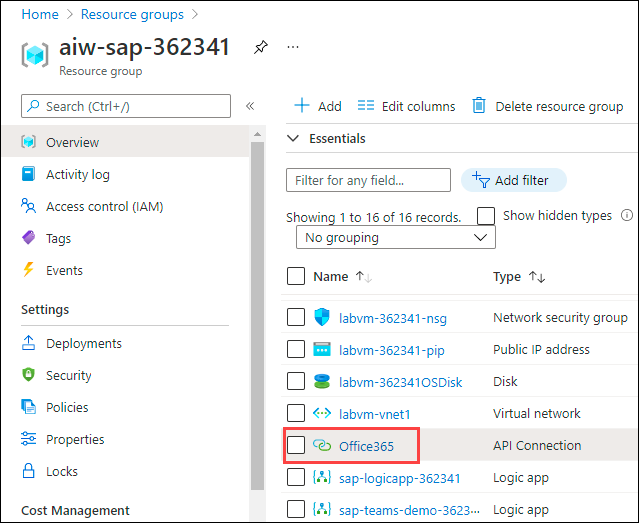 Home > Resource groups >
aiw-sap-362341
Resource group
Search (Ctrl+/)
Overview
Activity log
Access control (IAM)
Tags
Events
Settings
Deployments
Security
Policies
Properties
Locks
Cost Management
Add
Edit columns
Delete resource group
Essentials
Filter for any field...
Add filter
Showing 1 to 16 of 16 records.
Show hidden types
No grouping
Name
Type
labvm-362341-nsg
Network security group
labvm-362341-pip
Public IP address
labvm-362341OSDisk
Disk
labvm-vnet1
Virtual network
Office365
API Connection
sap-logicapp-362341
Logic app
sap-teams-demo-3623...
Logic app